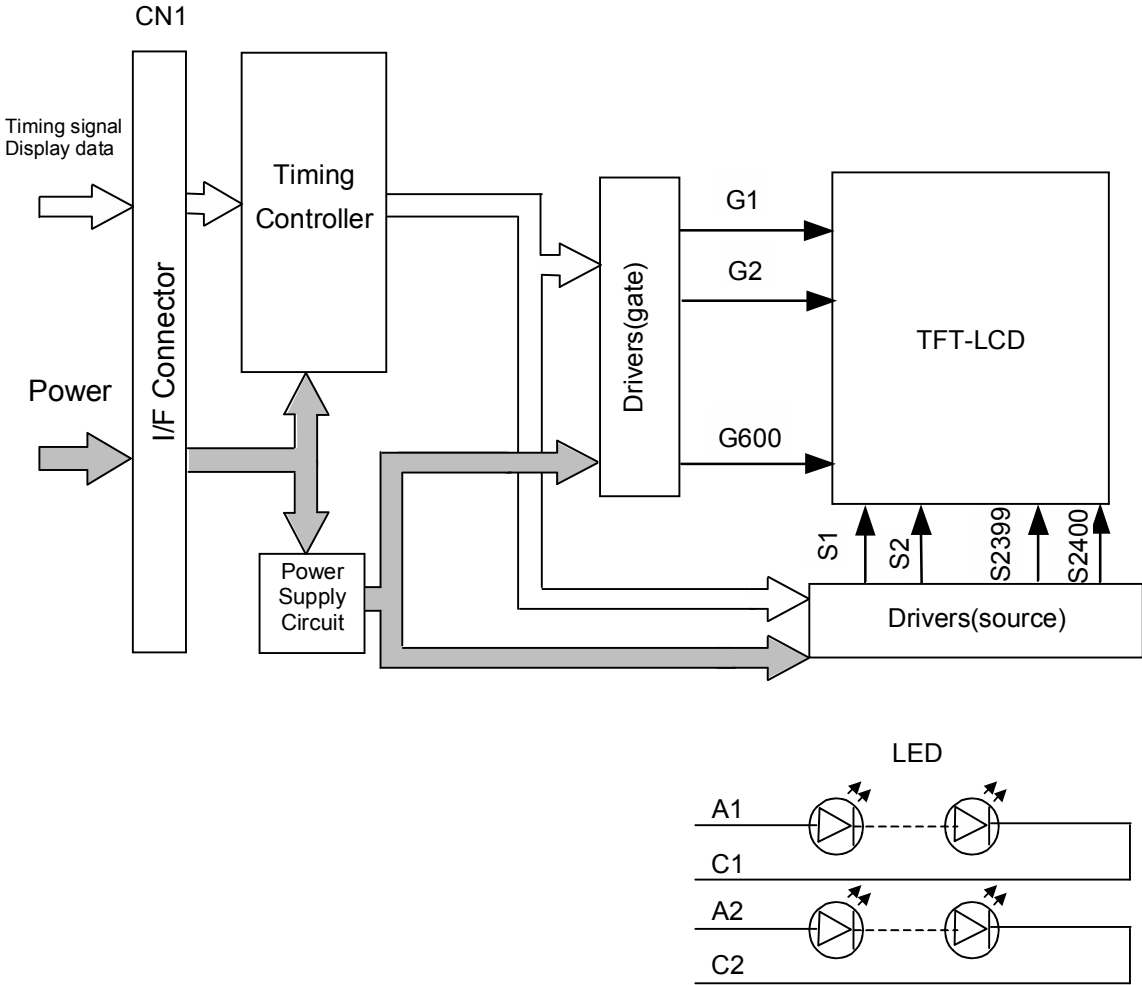 CN1
Timing signal
Display data
Power
I/F Connector
Timing
Controller
Power
Supply
Circuit
Drivers(gate)
G1
G2
G600
TFT-LCD
S1
S2
S2399
S2400
Drivers(source)
LED
A1
C1
A2
C2